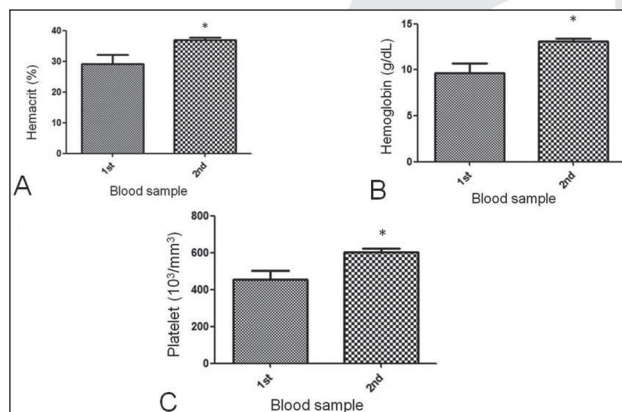 40
30
20
10
0
Hemacrit (%)
*
1st
2nd
Blood sample
A
15
10
5
0
Hemoglobin (g/dL)
*
1st
2nd
Blood sample
B
800
600
400
200
0
Platelet (10³/mm³)
*
1st
2nd
Blood sample
C